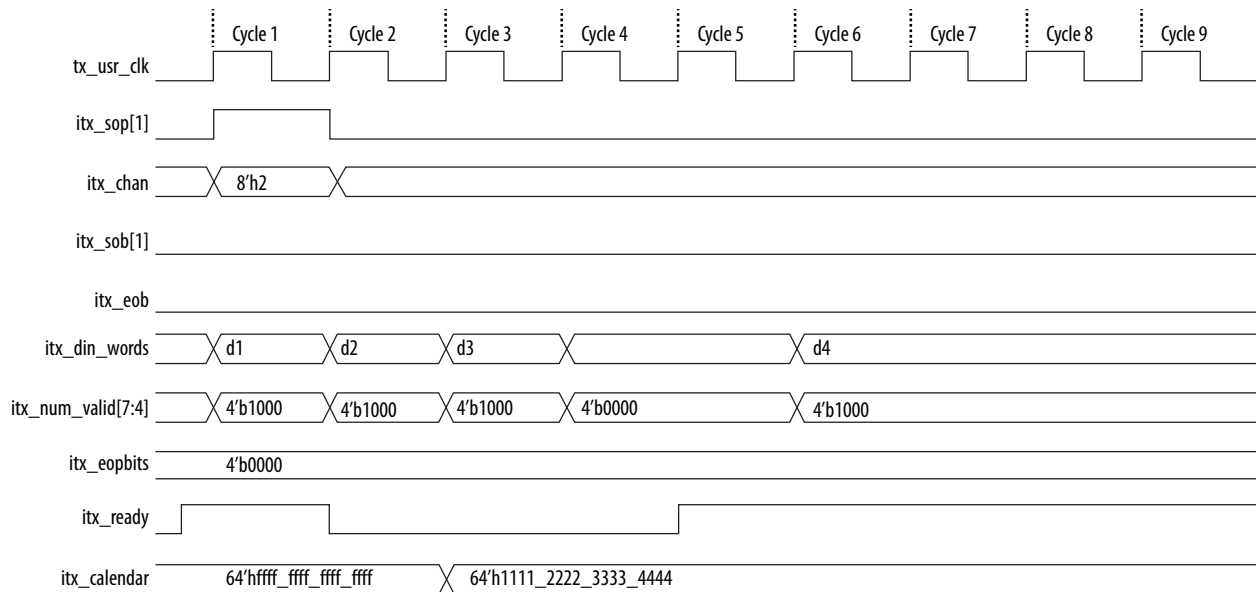 Cycle 1 Cycle 2 Cycle 3 Cycle 4 Cycle 5 Cycle 6 Cycle 7 Cycle 8 Cycle 9
tx_usr_clk
itx_sop[1]
itx_chan 8’h2
itx_sob[1]
itx_eob
itx_din_words d1 d2 d3 d4
itx_num_valid[7:4] 4’b1000 4’b1000 4’b1000 4’b0000 4’b1000
itx_eopbits 4’b0000
itx_ready
itx_calendar 64’hffff_ffff_ffff_ffff 64’h1111_2222_3333_4444